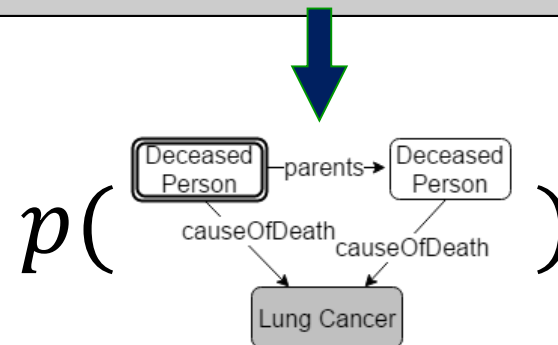 p(
Deceased
Person
parents
Deceased
Person
)
causeOfDeath
causeOfDeath
Lung Cancer